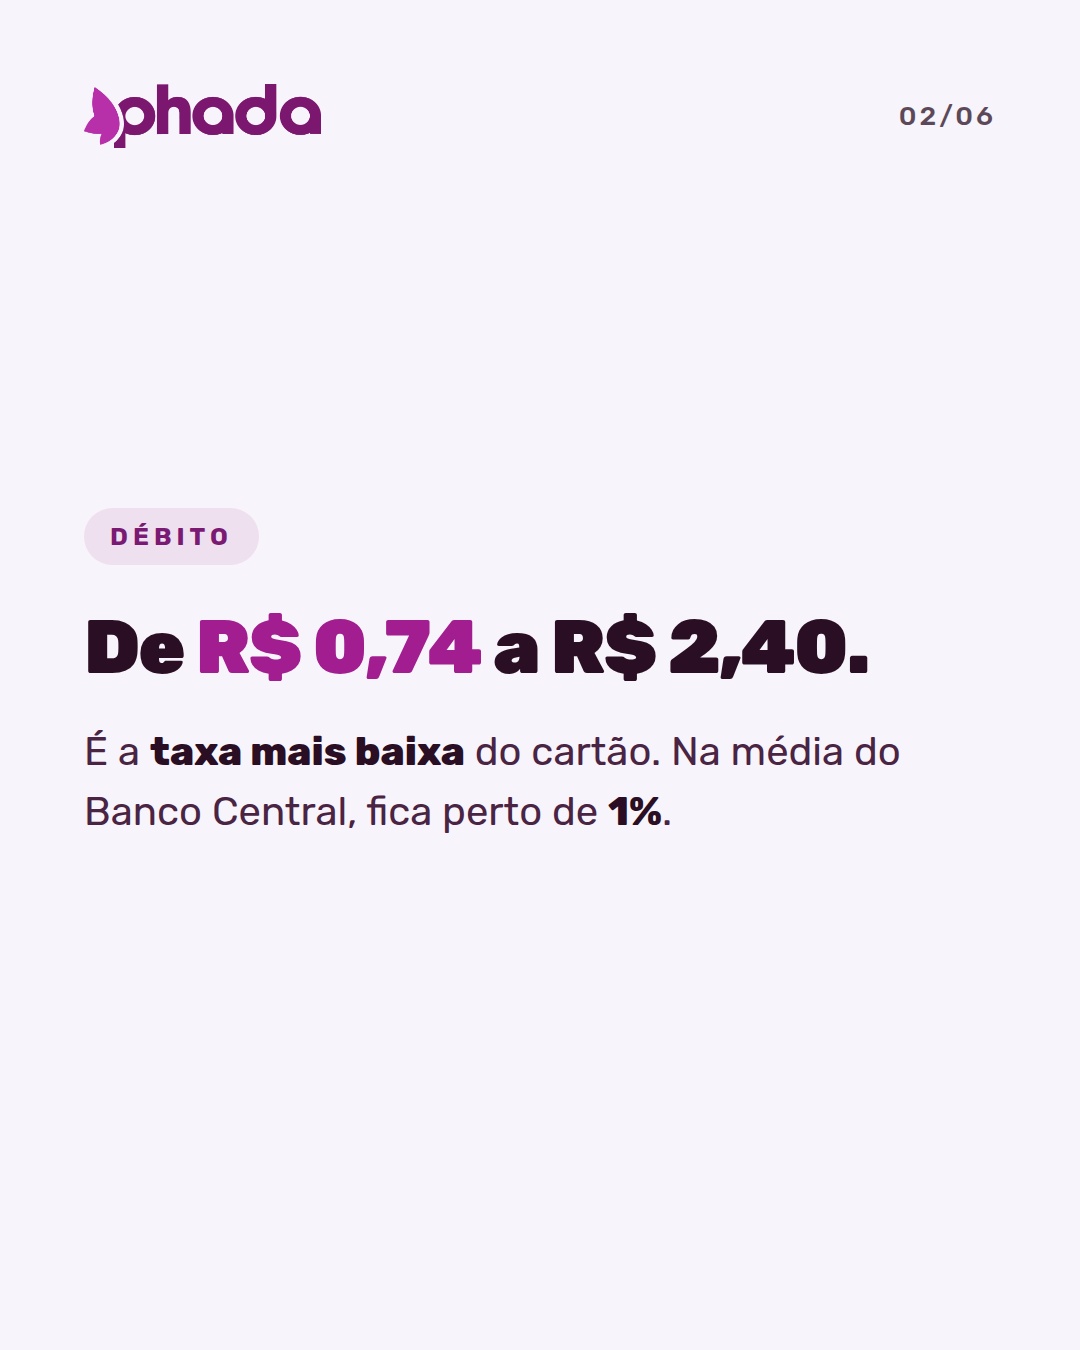 phada
02/06
DÉBITO
De R$ 0,74 a R$ 2,40.
É a taxa mais baixa do cartão. Na média do
Banco Central, fica perto de 1%.